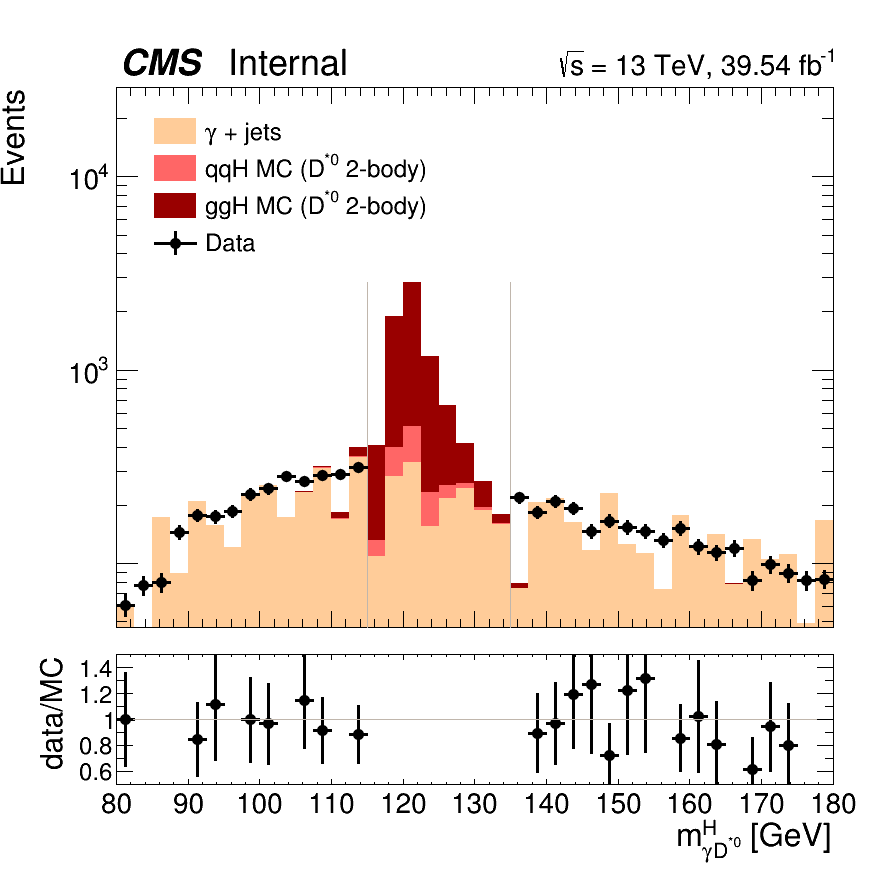 CMS Internal √s = 13 TeV, 39.54 fb⁻¹
Events
γ + jets
qqH MC (D*⁰ 2-body)
ggH MC (D*⁰ 2-body)
Data
10⁴
10³
data/MC
1.4
1.2
1
0.8
0.6
80 90 100 110 120 130 140 150 160 170 180
m^H_γD*⁰ [GeV]